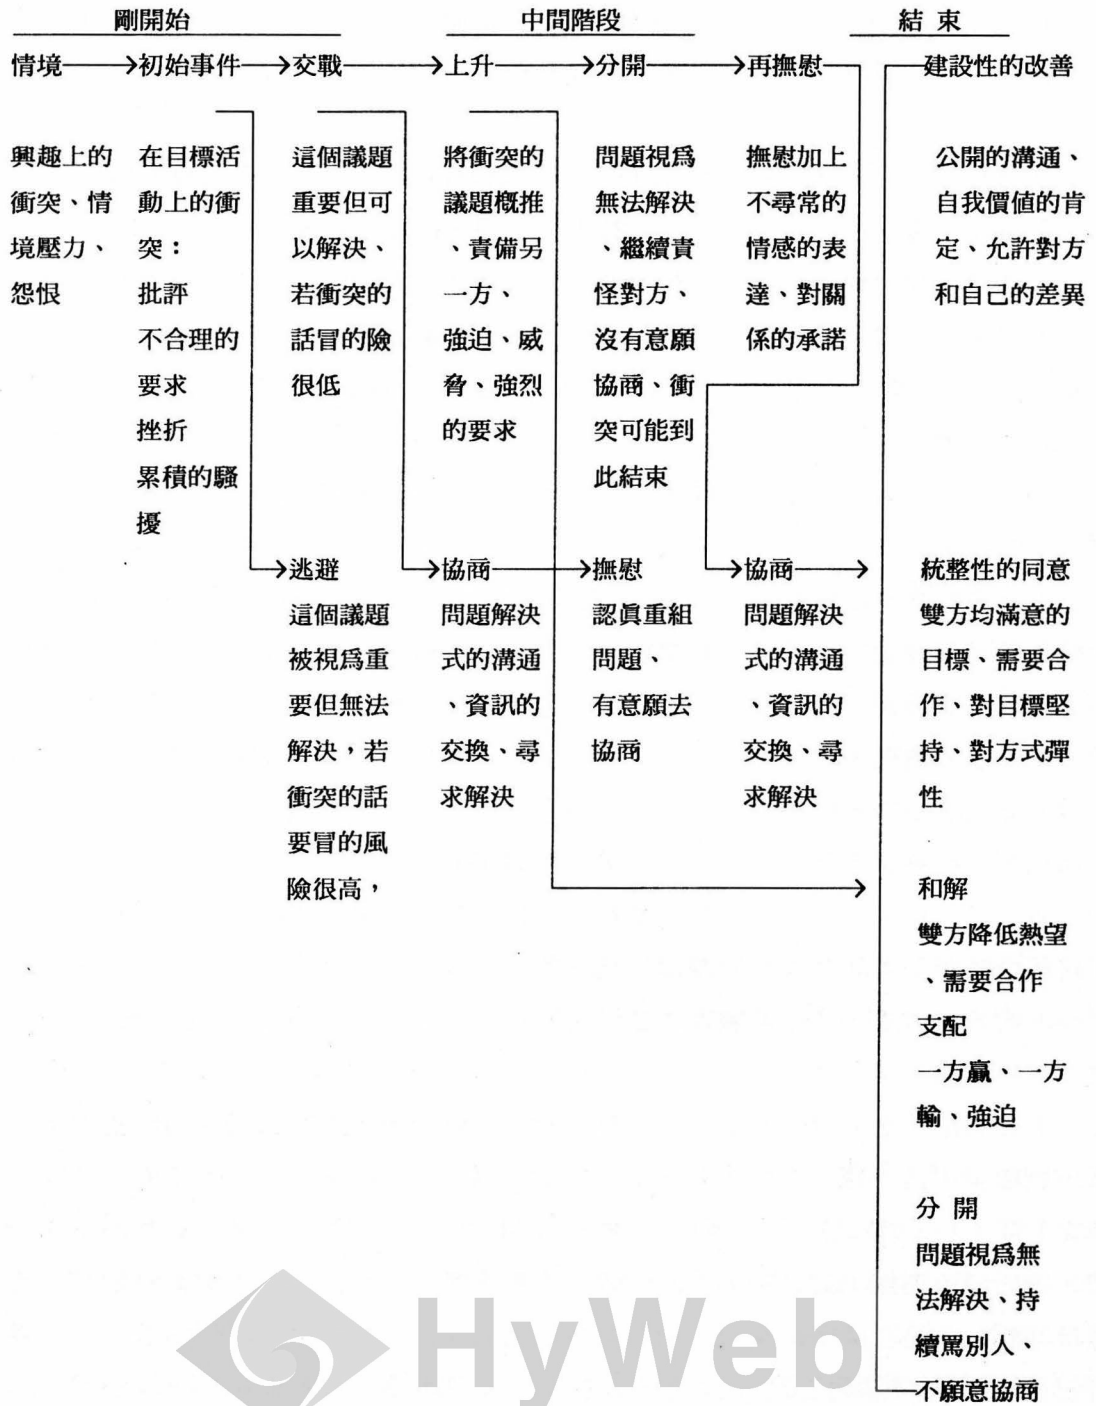 剛開始
中間階段
結 束
情境→初始事件→交戰→上升→分開→再撫慰
建設性的改善
興趣上的
衝突、情
境壓力、
怨恨
在目標活
動上的衝
突：
批評
不合理的
要求
挫折
累積的騷
擾
這個議題
重要但可
以解決、
若衝突的
話冒的險
很低
將衝突的
議題概推
、責備另
一方、
強迫、威
脅、強烈
的要求
問題視爲
無法解決
、繼續責
怪對方、
沒有意願
協商、衝
突可能到
此結束
撫慰加上
不尋常的
情感的表
達、對關
係的承諾
公開的溝通、
自我價值的肯
定、允許對方
和自己的差異
→逃避
這個議題
被視爲重
要但無法
解決，若
衝突的話
要冒的風
險很高，
→協商
問題解決
式的溝通
、資訊的
交換、尋
求解決
→撫慰
認眞重組
問題、
有意願去
協商
→協商→
問題解決
式的溝通
、資訊的
交換、尋
求解決
統整性的同意
雙方均滿意的
目標、需要合
作、對目標堅
持、對方式彈
性
和解
雙方降低熱望
、需要合作
支配
一方贏、一方
輸、強迫
分 開
問題視爲無
法解決、持
續罵別人、
不願意協商
HyWeb